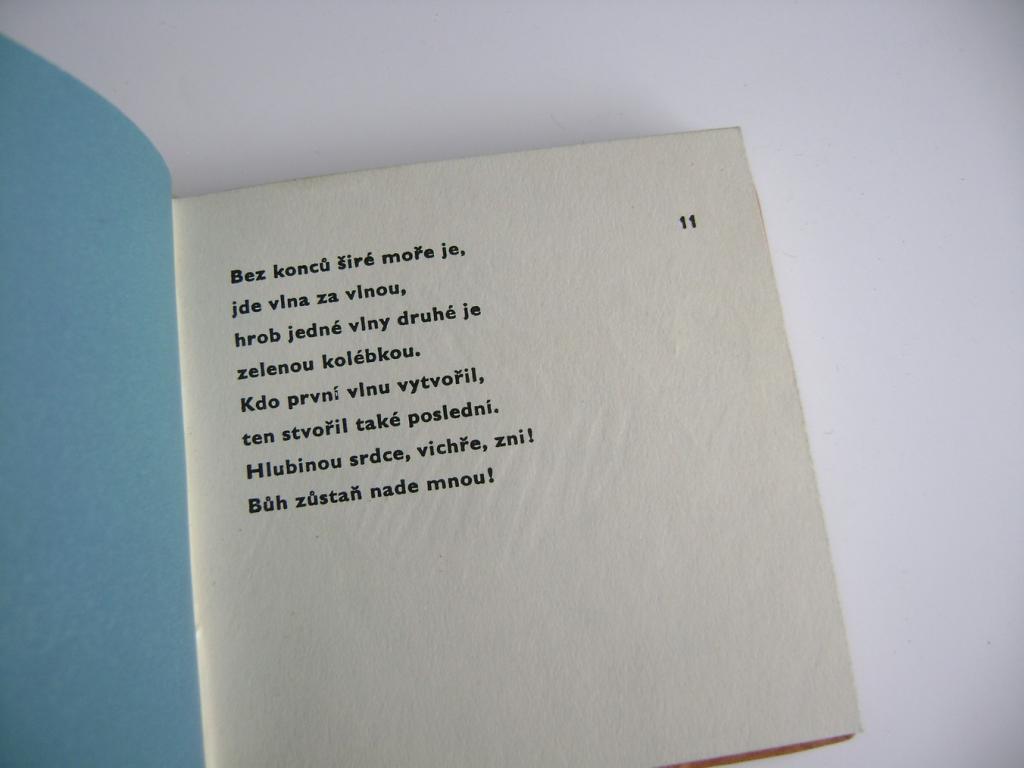 11
Bez konců širé moře je,
jde vlna za vlnou,
hrob jedné vlny druhé je
zelenou kolébkou.
Kdo první vlnu vytvořil,
ten stvořil také poslední.
Hlubinou srdce, vichře, zni!
Bůh zůstaň nade mnou!